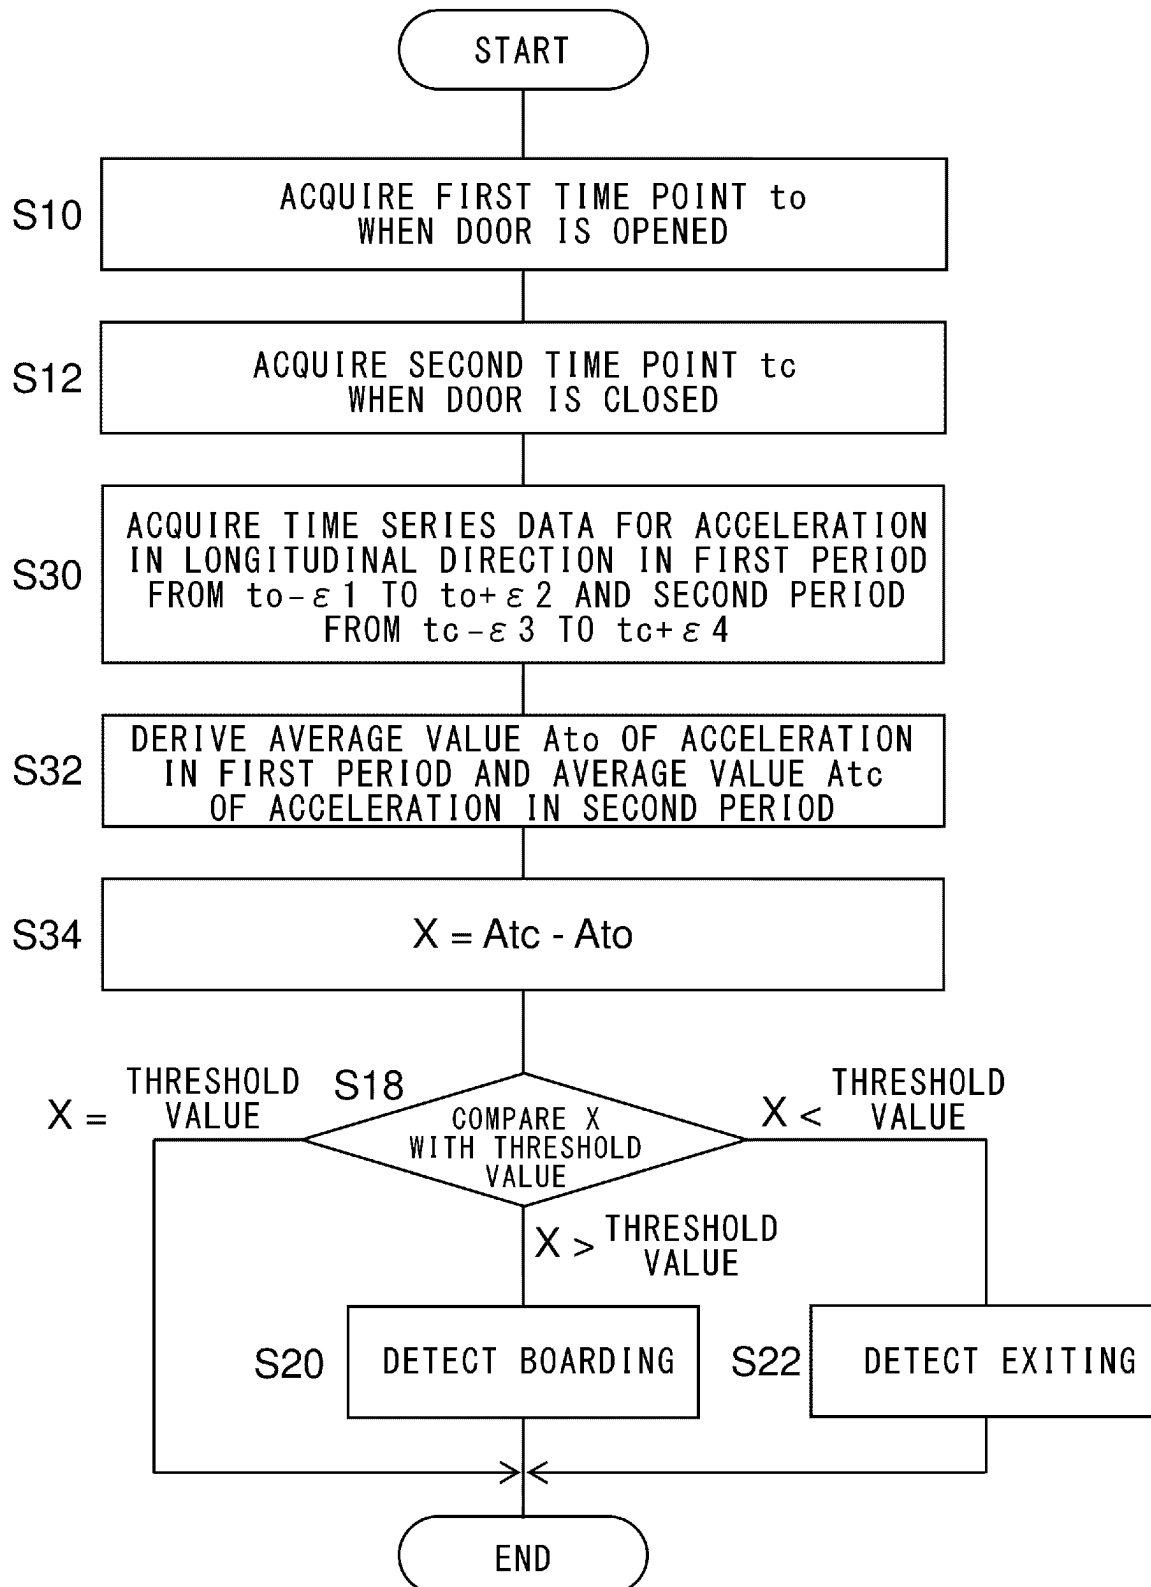 START
S10
ACQUIRE FIRST TIME POINT to
WHEN DOOR IS OPENED
S12
ACQUIRE SECOND TIME POINT tc
WHEN DOOR IS CLOSED
S30
ACQUIRE TIME SERIES DATA FOR ACCELERATION
IN LONGITUDINAL DIRECTION IN FIRST PERIOD
FROM to-ε1 TO to+ε2 AND SECOND PERIOD
FROM tc-ε3 TO tc+ε4
S32
DERIVE AVERAGE VALUE Ato OF ACCELERATION
IN FIRST PERIOD AND AVERAGE VALUE Atc
OF ACCELERATION IN SECOND PERIOD
S34
X = Atc - Ato
S18
COMPARE X
WITH THRESHOLD
VALUE
X = THRESHOLD
VALUE
X < THRESHOLD
VALUE
X > THRESHOLD
VALUE
S20
DETECT BOARDING
S22
DETECT EXITING
END